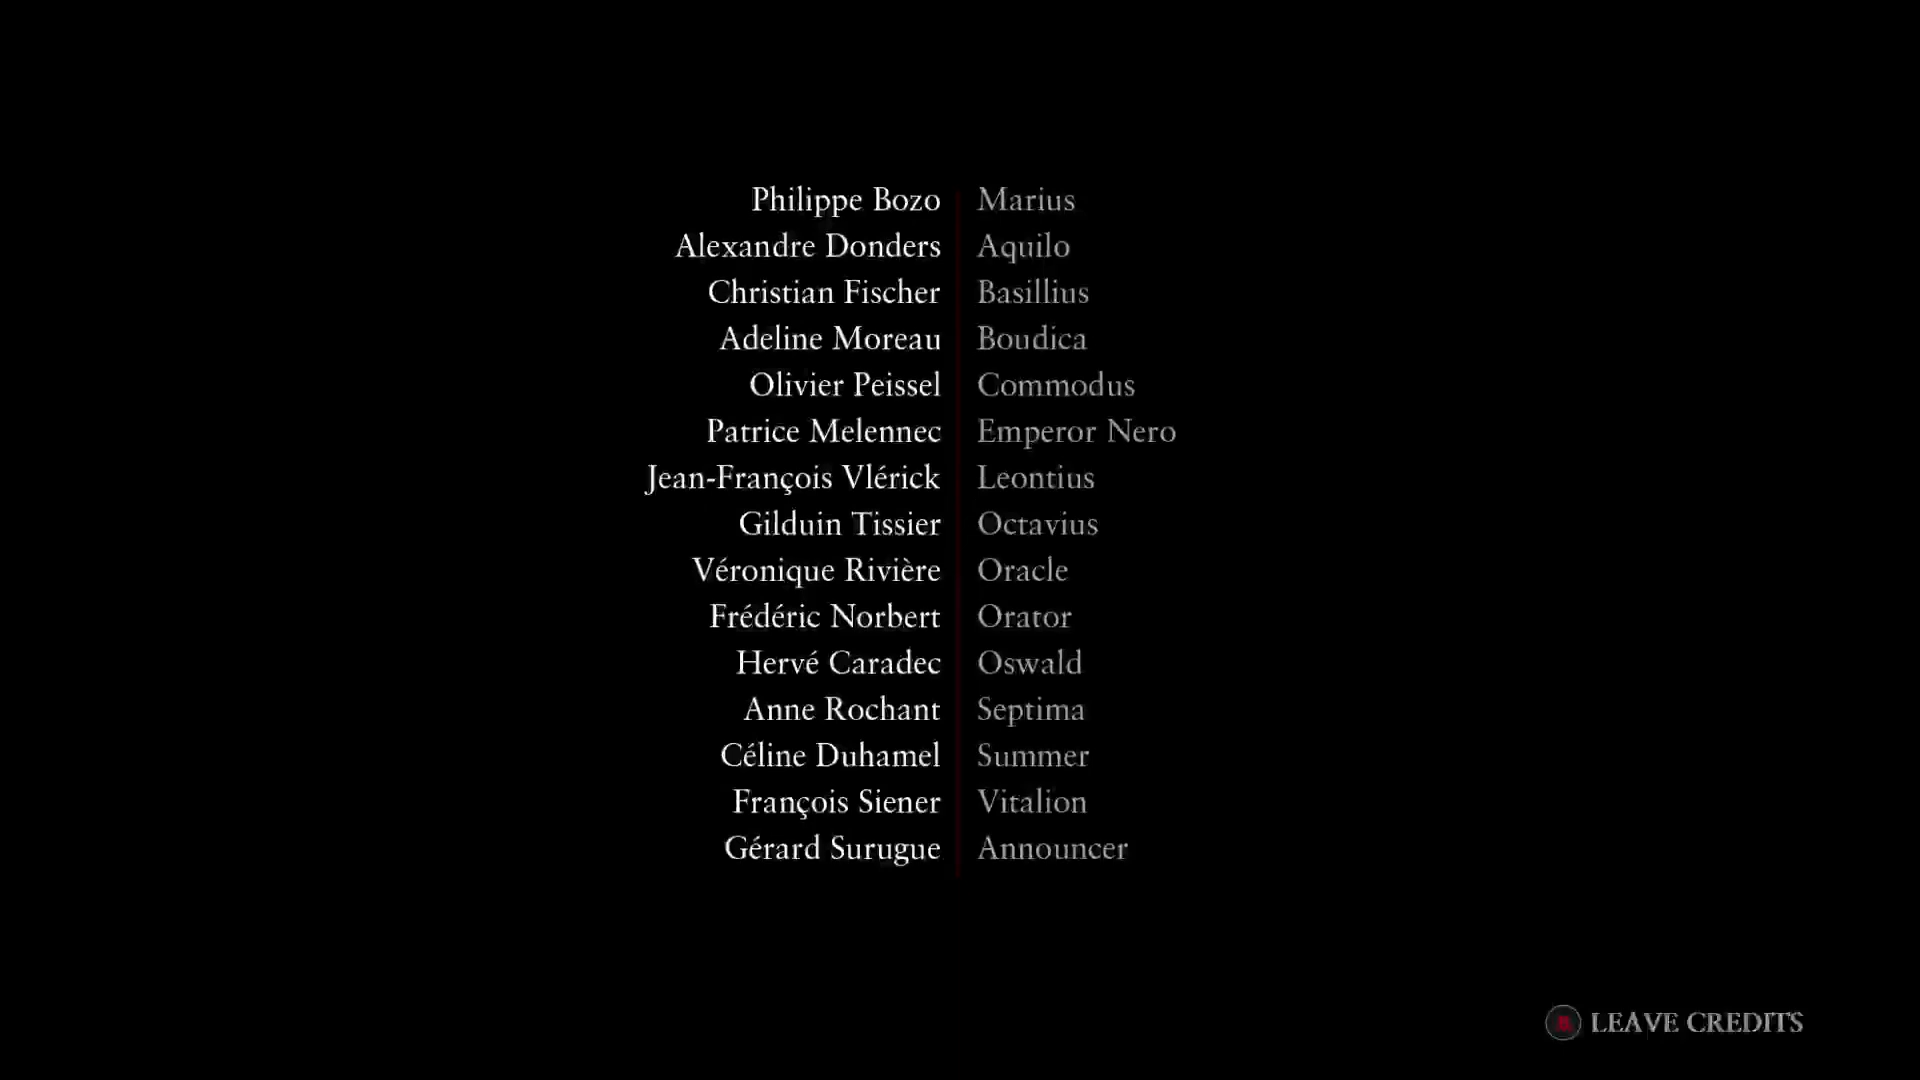 Philippe Bozo Marius
Alexandre Donders Aquilo
Christian Fischer Basillius
Adeline Moreau Boudica
Olivier Peissel Commodus
Patrice Melennec Emperor Nero
Jean-François Vlérick Leontius
Gilduin Tissier Octavius
Véronique Rivière Oracle
Frédéric Norbert Orator
Hervé Caradec Oswald
Anne Rochant Septima
Céline Duhamel Summer
François Siener Vitalion
Gérard Surugue Announcer
B LEAVE CREDITS